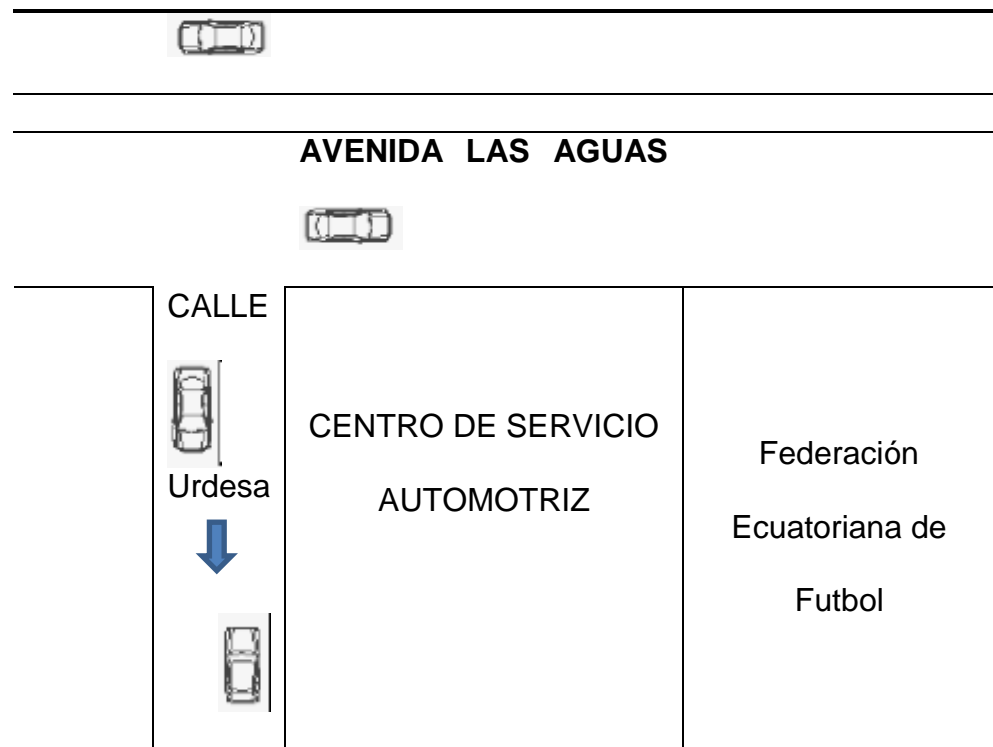 AVENIDA LAS AGUAS
CALLE
Urdesa
CENTRO DE SERVICIO
AUTOMOTRIZ
Federación
Ecuatoriana de
Futbol